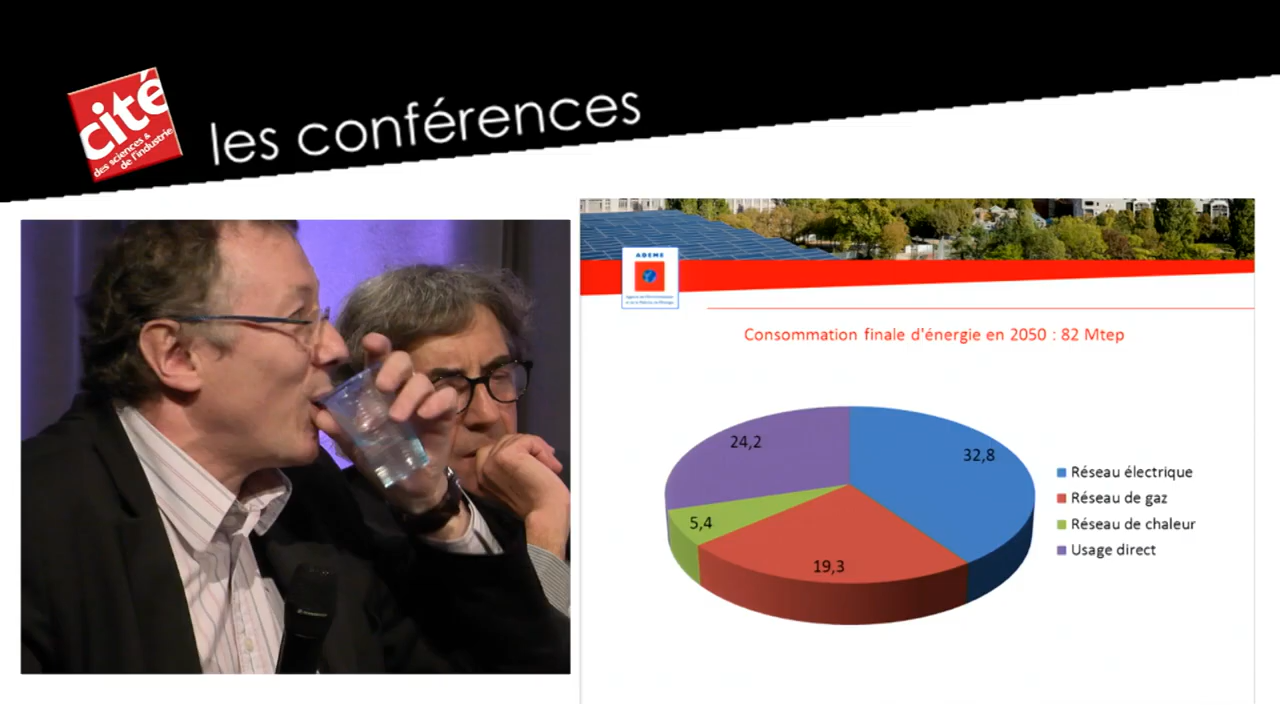 cité
des sciences &
de l'industrie
les conférences
ADEME
Consommation finale d'énergie en 2050 : 82 Mtep
24,2
32,8
5,4
19,3
Réseau électrique
Réseau de gaz
Réseau de chaleur
Usage direct